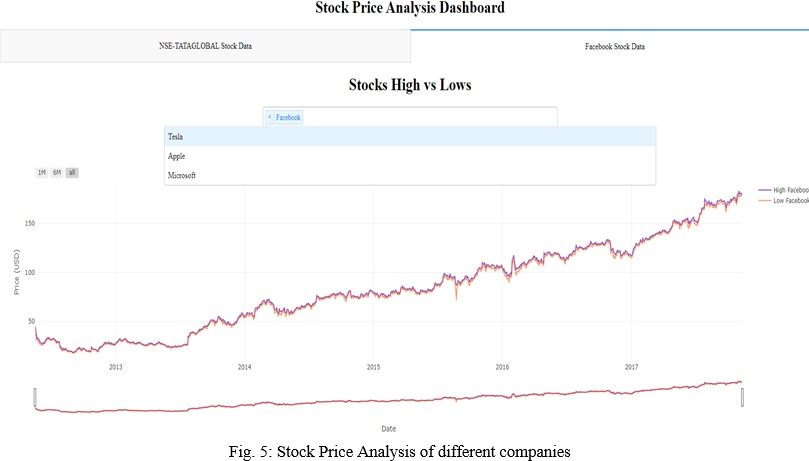 Stock Price Analysis Dashboard
NSE-TATAGLOBAL Stock Data
Facebook Stock Data
Stocks High vs Lows
× Facebook
Tesla
Apple
Microsoft
1M 6M all
High Facebook
Low Facebook
150
100
50
Price (USD)
2013 2014 2015 2016 2017
Date
Fig. 5: Stock Price Analysis of different companies